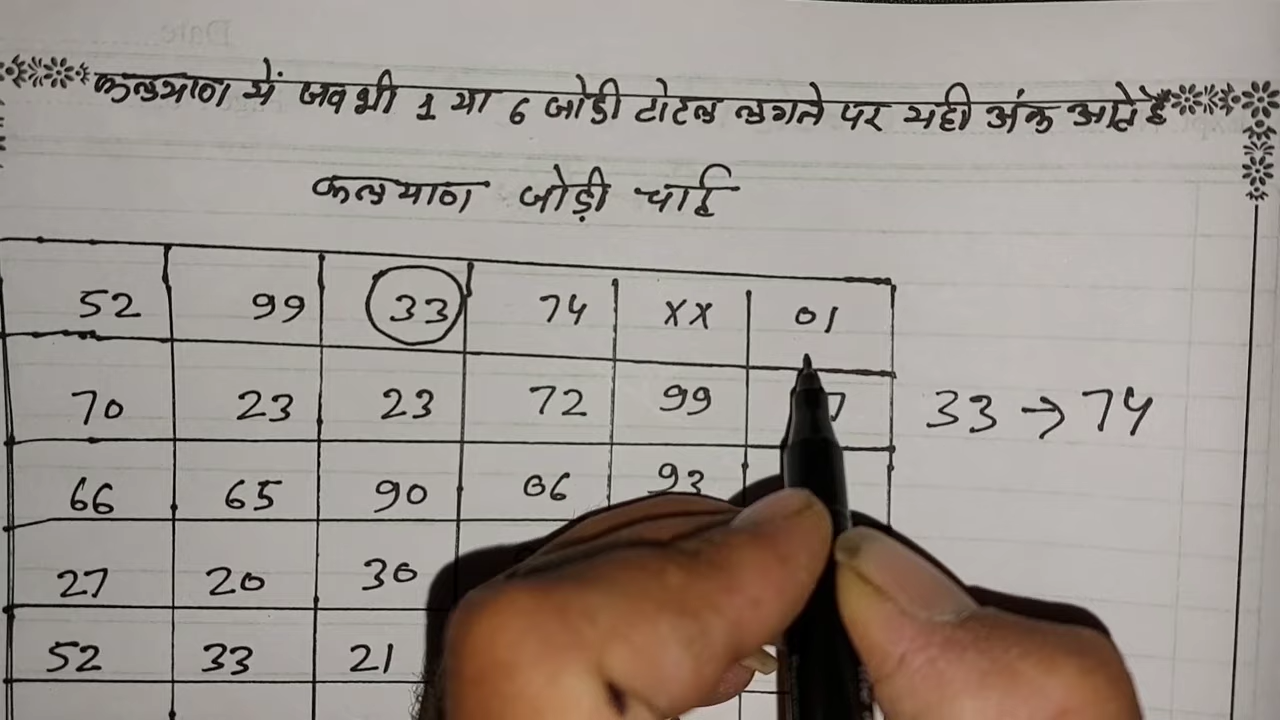 कल्याण में जब भी 1 या 6 जोडी टोटल लगते पर यही अंक आते है
कल्याण जोड़ी चार्ट
52 99 33 74 XX 01
70 23 23 72 99
33 → 74
66 65 90 06 93
27 20 30
52 33 21